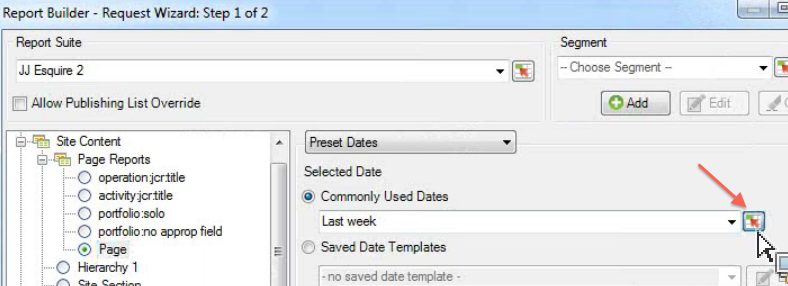 Report Builder - Request Wizard: Step 1 of 2
Report Suite
Segment
JJ Esquire 2
-- Choose Segment --
Allow Publishing List Override
Add
Edit
Site Content
Page Reports
operation:jcr:title
activity:jcr:title
portfolio:solo
portfolio:no approp field
Page
Hierarchy 1
Site Section
Preset Dates
Selected Date
Commonly Used Dates
Last week
Saved Date Templates
- no saved date template -